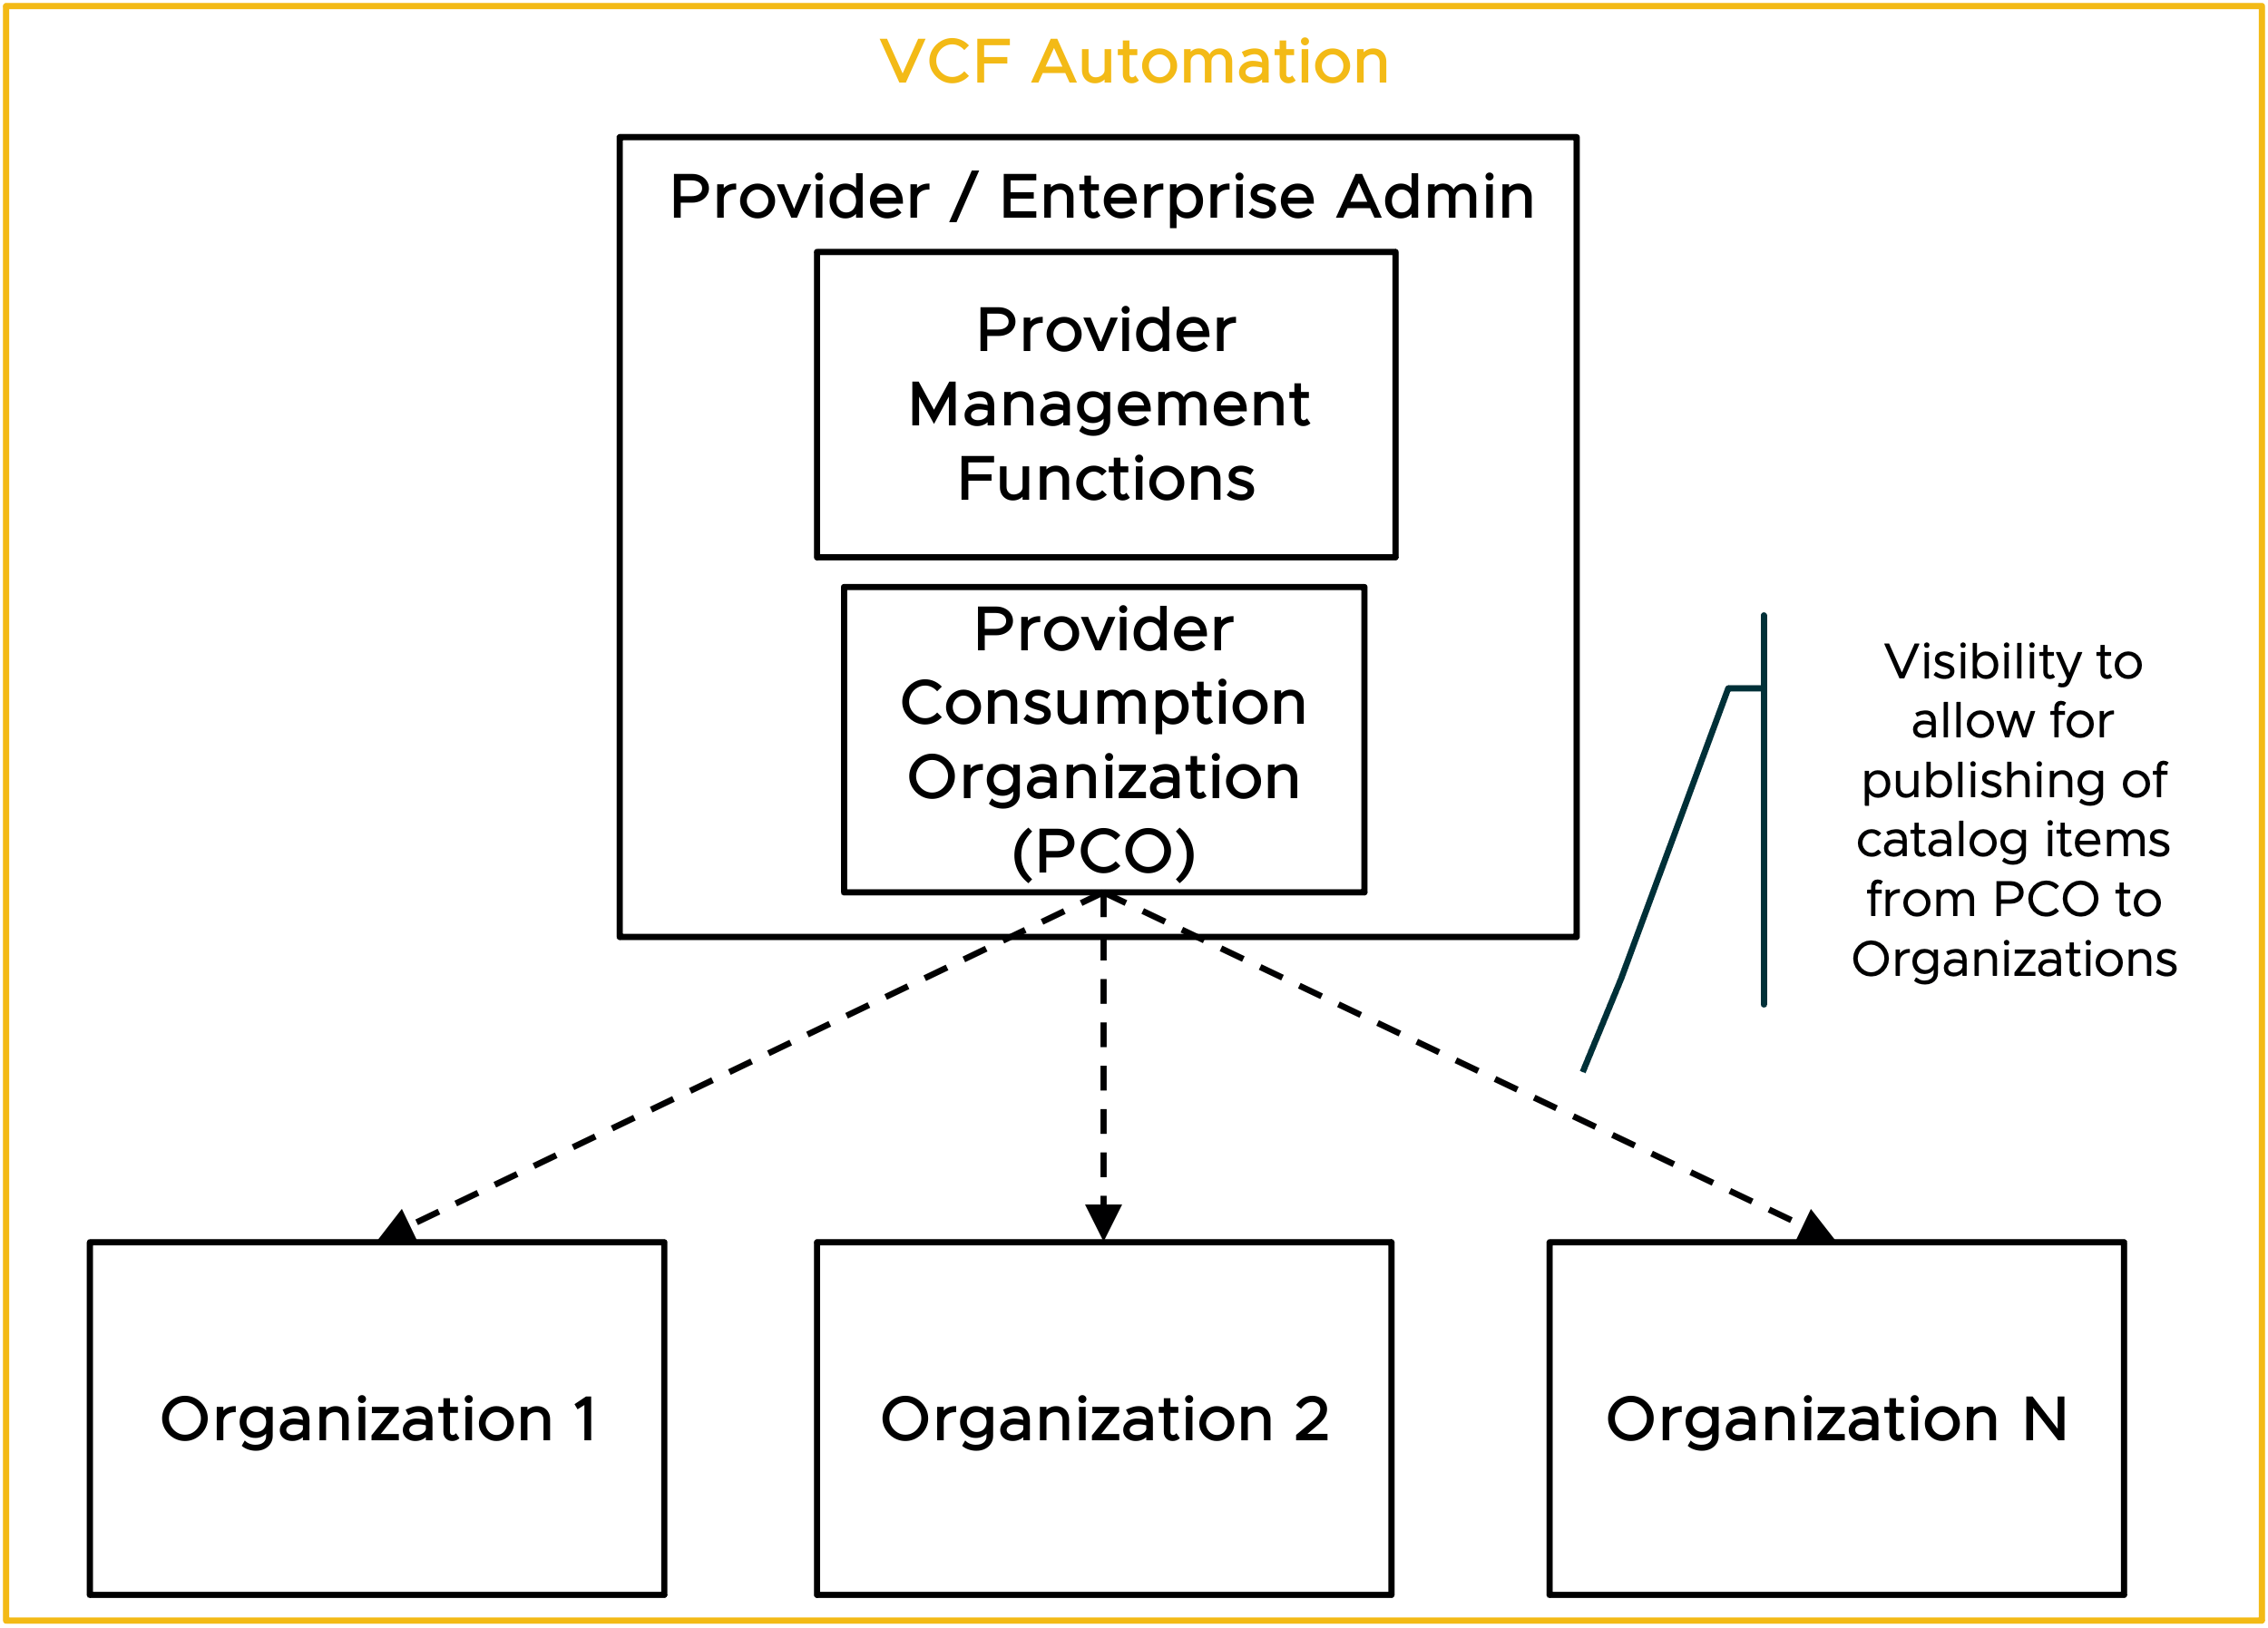 VCF Automation
Provider / Enterprise Admin
Provider
Management
Functions
Provider
Consumption
Organization
(PCO)
Visibility to
allow for
publishing of
catalog items
from PCO to
Organizations
Organization 1
Organization 2
Organization N